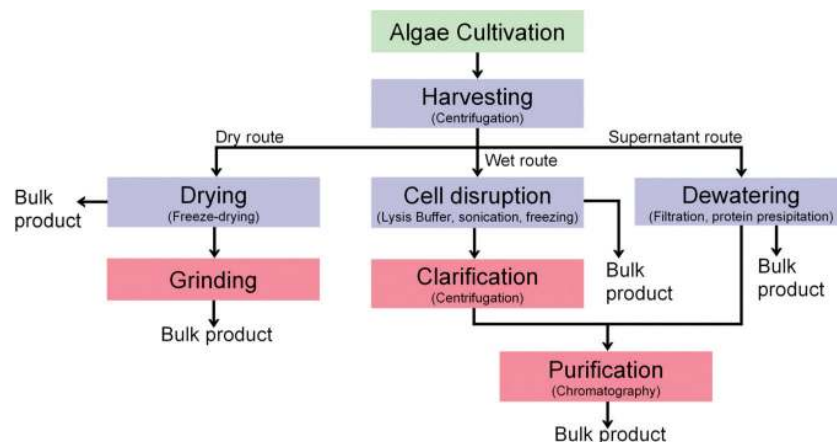 Algae Cultivation
Harvesting
(Centrifugation)
Dry route
Wet route
Supernatant route
Bulk
product
Drying
(Freeze-drying)
Cell disruption
(Lysis Buffer, sonication, freezing)
Dewatering
(Filtration, protein presipitation)
Grinding
Clarification
(Centrifugation)
Bulk
product
Bulk
product
Bulk product
Purification
(Chromatography)
Bulk product